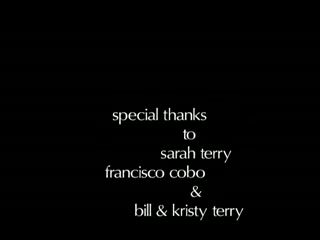 special thanks
to
sarah terry
francisco cobo
&
bill & kristy terry